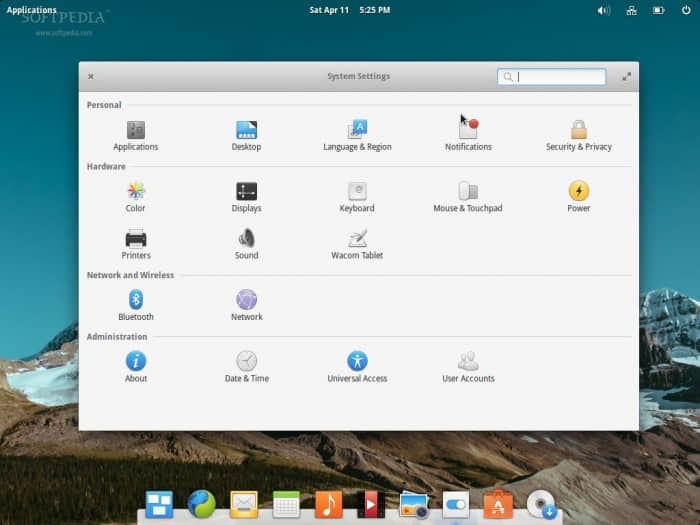 Applications
Sat Apr 11 5:25 PM
SOFTPEDIA™
www.softpedia.com
System Settings
Personal
Applications
Desktop
Language & Region
Notifications
Security & Privacy
Hardware
Color
Displays
Keyboard
Mouse & Touchpad
Power
Printers
Sound
Wacom Tablet
Network and Wireless
Bluetooth
Network
Administration
About
Date & Time
Universal Access
User Accounts